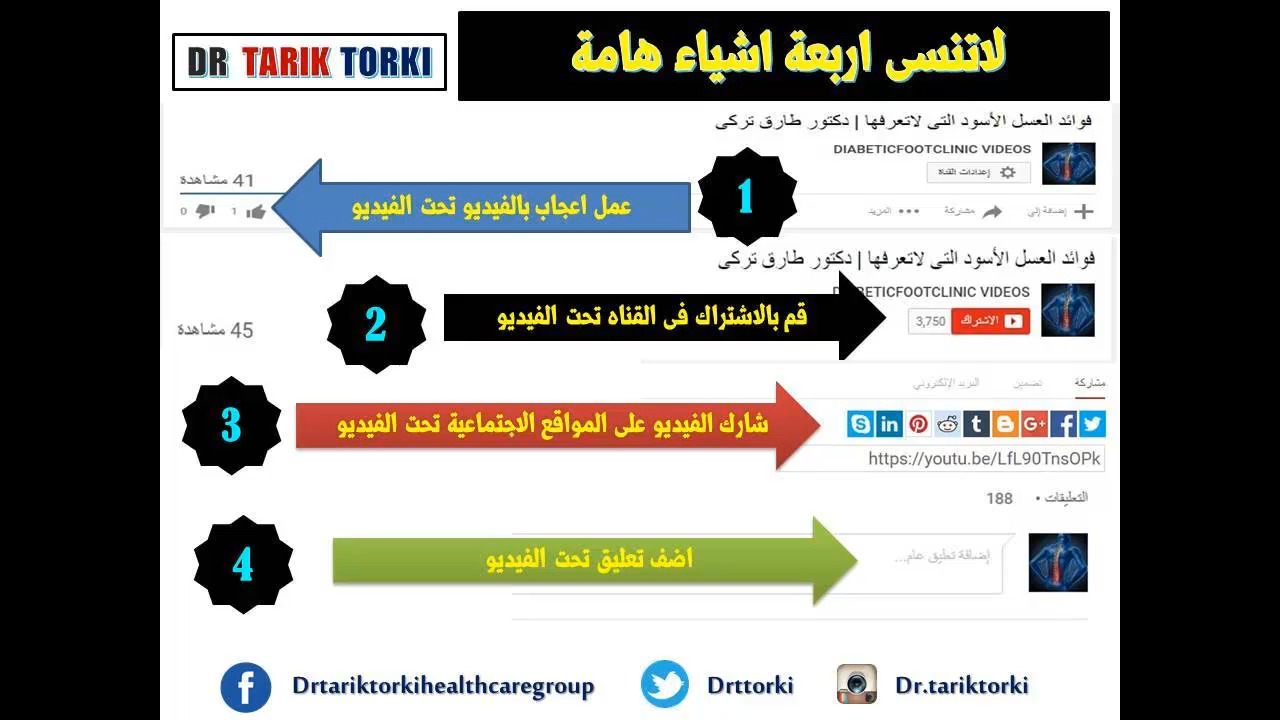 DR TARIK TORKI
لاتنسى اربعة اشياء هامة
فوائد العسل الأسود التى لاتعرفها | دكتور طارق تركى
DIABETICFOOTCLINIC VIDEOS
إعدادات القناة
41 مشاهدة
إضافة إلى
مشاركة
المزيد
1
0
1
عمل اعجاب بالفيديو تحت الفيديو
فوائد العسل الأسود التى لاتعرفها | دكتور طارق تركى
BETICFOOTCLINIC VIDEOS
الاشتراك 3,750
45 مشاهدة
2
قم بالاشتراك فى القناه تحت الفيديو
مشاركة
تضمين
البريد الإلكتروني
3
شارك الفيديو على المواقع الاجتماعية تحت الفيديو
https://youtu.be/LfL90TnsOPk
التعليقات • 188
4
اضف تعليق تحت الفيديو
إضافة تعليق عام...
Drtariktorkihealthcaregroup
Drttorki
Dr.tariktorki